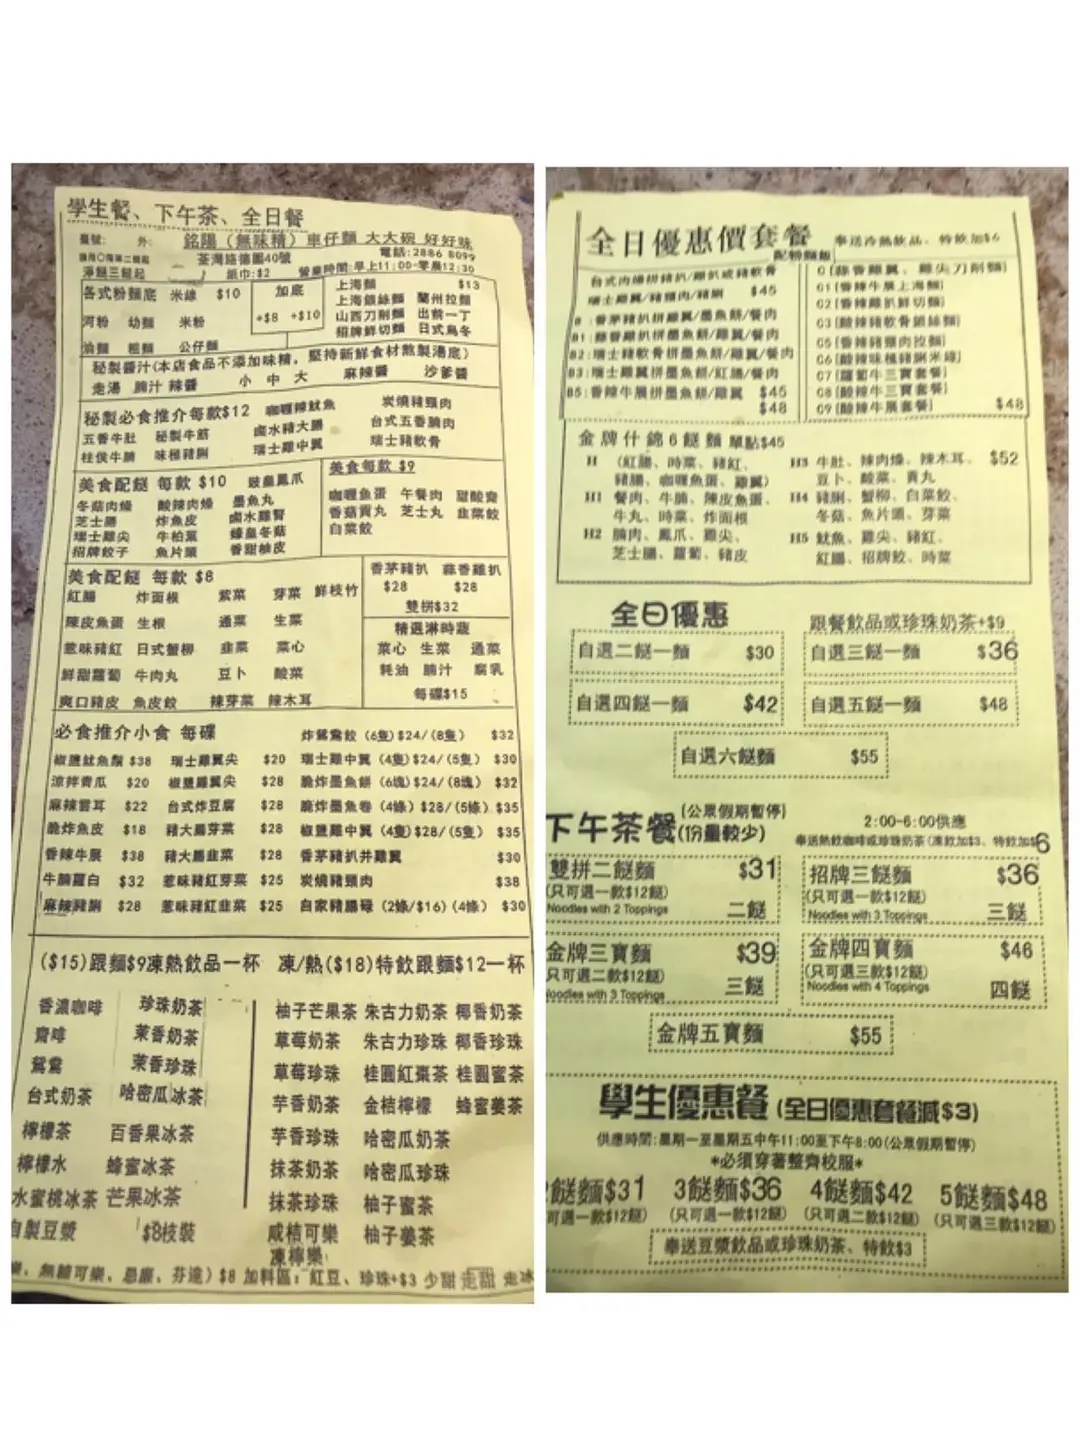 學生餐、下午茶、全日餐
臺號: 外:
銘陽（無味精）車仔麵 大大碗 好好味
荃灣路德圍40號 電話:2886 8099
淨餸三餸起 紙巾:$2 營業時間:早上11:00-零晨12:30
各式粉麵底 米線 $10
河粉 幼麵 米粉
油麵 粗麵 公仔麵
加底
+$8 +$10
上海麵 $13
上海銀絲麵 蘭州拉麵
山西刀削麵 出前一丁
招牌鮮切麵 日式烏冬
秘製醬汁(本店食品不添加味精，堅持新鮮食材熬製湯底)
走湯 腩汁 辣醬 小 中 大 麻辣醬 沙爹醬
秘製必食推介每款$12 咖喱辣魷魚 炭燒豬頸肉
五香牛肚 秘製牛筋 鹵水豬大腸 台式五香腩肉
柱侯牛腩 味極豬脷 瑞士雞中翼 瑞士豬軟骨
美食配餸 每款 $10 豉皇鳳爪
冬菇肉燥 酸辣肉燥 墨魚丸
芝士腸 炸魚皮 鹵水雞腎
瑞士雞尖 牛柏葉 蠔皇冬菇
招牌餃子 魚片頭 香甜柚皮
美食每款 $9
咖喱魚蛋 午餐肉 甜酸齋
香菇貢丸 芝士丸 韭菜餃
白菜餃
美食配餸 每款 $8
紅腸 炸面根 紫菜 芽菜 鮮枝竹
陳皮魚蛋 生根 通菜 生菜
惹味豬紅 日式蟹柳 韭菜 菜心
鮮甜蘿蔔 牛肉丸 豆卜 酸菜
爽口豬皮 魚皮餃 辣芽菜 辣木耳
香茅豬扒 蒜香雞扒
$28 $28
雙拼$32
精選淋時蔬
菜心 生菜 通菜
蚝油 腩汁 腐乳
每碟$15
必食推介小食 每碟
炸鴛鴦餃 (6隻)$24/(8隻) $32
椒鹽魷魚鬚 $38 瑞士雞翼尖 $20 瑞士雞中翼 (4隻)$24/(5隻) $30
涼拌青瓜 $20 椒鹽雞翼尖 $28 脆炸墨魚餅 (6塊)$24/(8塊) $32
麻辣雲耳 $22 台式炸豆腐 $28 脆炸墨魚卷 (4條)$28/(5條)$35
脆炸魚皮 $18 豬大腸芽菜 $28 椒鹽雞中翼 (4隻)$28/(5隻) $35
香辣牛𦟌 $38 豬大腸韭菜 $28 香茅豬扒并雞翼 $30
牛腩蘿白 $32 惹味豬紅芽菜 $25 炭燒豬頸肉 $38
麻辣豬脷 $28 惹味豬紅韭菜 $25 自家豬腸 (2條/$16) (4條) $30
($15)跟麵$9凍熱飲品一杯 凍/熱($18)特飲跟麵$12一杯
香濃咖啡 珍珠奶茶
齋啡 茉香奶茶
鴛鴦 茉香珍珠
台式奶茶 哈密瓜冰茶
檸檬茶 百香果冰茶
檸檬水 蜂蜜冰茶
水蜜桃冰茶 芒果冰茶
自製豆漿 $8枝裝
柚子芒果茶 朱古力奶茶 椰香奶茶
草莓奶茶 朱古力珍珠 椰香珍珠
草莓珍珠 桂圓紅棗茶 桂圓蜜茶
芋香奶茶 金桔檸檬 蜂蜜姜茶
芋香珍珠 哈密瓜奶茶
抹茶奶茶 哈密瓜珍珠
抹茶珍珠 柚子蜜茶
咸桔可樂 柚子姜茶
凍檸樂
無糖可樂、忌廉、芬達) $8 加料區：紅豆、珍珠+$3 少甜 走甜 走冰
全日優惠價套餐 奉送冷熱飲品、特飲加$6
配粉麵飯
台式肉燥拼豬扒/雞扒或豬軟骨
瑞士雞翼/豬頸肉/豬脷 $45
B :香茅豬扒拼雞翼/墨魚餅/餐肉
B1:蒜香雞扒拼墨魚餅/雞翼/餐肉
B2:瑞士豬軟骨拼墨魚餅/雞翼/餐肉
B3:瑞士雞翼拼墨魚餅/紅腸/餐肉
B5:香辣牛𦟌拼墨魚餅/雞翼 $45
$48
G (蒜香雞翼、雞尖刀削麵)
G1(香辣牛𦟌上海麵)
G2(香辣雞扒鮮切麵)
G3(酸辣豬軟骨銀絲麵)
G5(香茜豬頸肉拉麵)
G6(酸辣味極豬脷米線)
G7(蘿蔔牛三寶套餐)
G8(酸辣牛三寶套餐)
G9(酸辣牛𦟌套餐) $48
金牌什錦6餸麵 單點$45
H (紅腸、時菜、豬紅、
豬腸、咖喱魚蛋、雞翼)
H1 餐肉、牛腩、辣皮魚蛋、
牛丸、時菜、炸面根
H2 腩肉、鳳爪、雞尖、
芝士腸、蘿蔔、豬皮
H3 牛肚、辣肉燥、辣木耳、 $52
豆卜、酸菜、貢丸
H4 豬脷、蟹柳、白菜餃、
冬菇、魚片頭、芽菜
H5 魷魚、雞尖、豬紅、
紅腸、招牌餃、時菜
全日優惠 跟餐飲品或珍珠奶茶+$9
自選二餸一麵 $30 自選三餸一麵 $36
自選四餸一麵 $42 自選五餸一麵 $48
自選六餸麵 $55
下午茶餐 (公眾假期暫停)
(份量較少)
2:00-6:00供應
奉送熱飲咖啡或珍珠奶茶(凍飲加$3、特飲加$6
雙拼二餸麵 $31
(只可選一款$12餸)
Noodles with 2 Toppings 二餸
招牌三餸麵 $36
(只可選一款$12餸)
Noodles with 3 Toppings 三餸
金牌三寶麵 $39
(只可選二款$12餸)
Noodles with 3 Toppings 三餸
金牌四寶麵 $46
(只可選三款$12餸)
Noodles with 4 Toppings 四餸
金牌五寶麵 $55
學生優惠餐 (全日優惠套餐減$3)
供應時間:星期一至星期五中午11:00至下午8:00(公眾假期暫停)
*必須穿著整齊校服*
2餸麵$31 3餸麵$36 4餸麵$42 5餸麵$48
可選一款$12餸) (只可選一款$12餸) (只可選二款$12餸) (只可選三款$12餸)
奉送豆漿飲品或珍珠奶茶、特飲$3